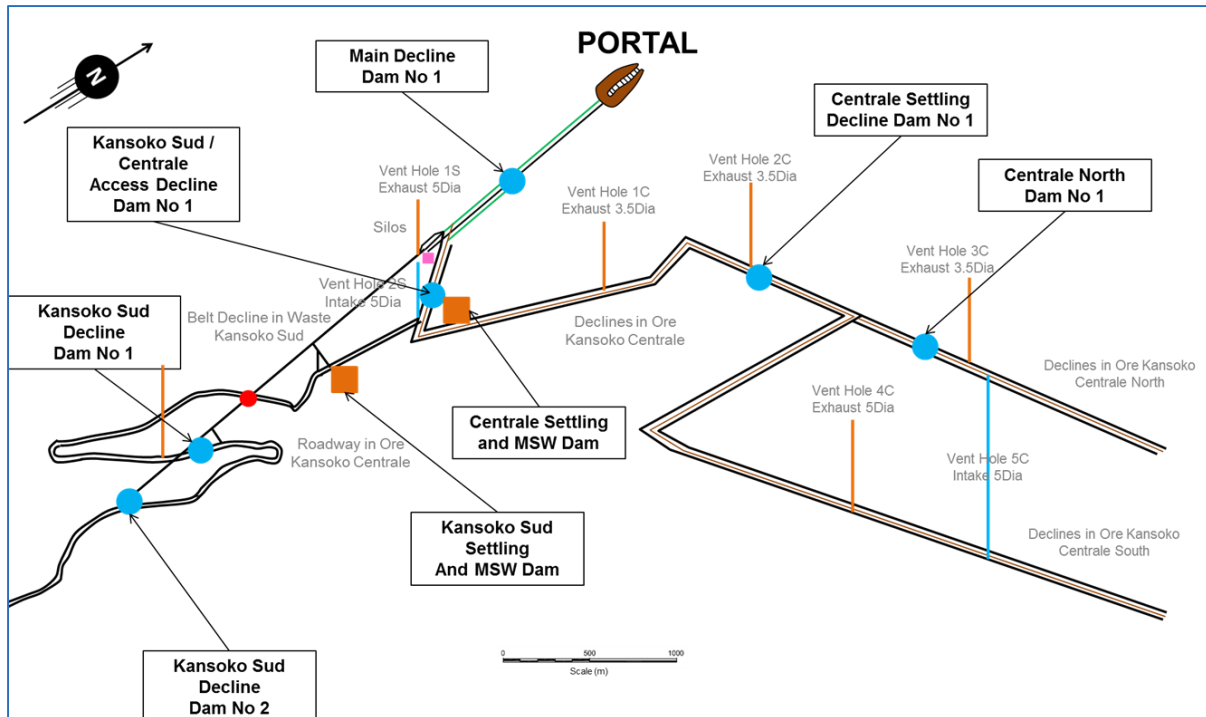 PORTAL
N
Main Decline
Dam No 1
Centrale Settling
Decline Dam No 1
Kansoko Sud /
Centrale
Access Decline
Dam No 1
Vent Hole 1S
Exhaust 5Dia
Vent Hole 2C
Exhaust 3.5Dia
Centrale North
Dam No 1
Vent Hole 1C
Exhaust 3.5Dia
Silos
Vent Hole 3C
Exhaust 3.5Dia
Vent Hole 2S
Intake 5Dia
Kansoko Sud
Decline
Dam No 1
Belt Decline in Waste
Kansoko Sud
Declines in Ore
Kansoko Centrale
Declines in Ore Kansoko
Centrale North
Vent Hole 4C
Exhaust 5Dia
Centrale Settling
and MSW Dam
Roadway in Ore
Kansoko Centrale
Vent Hole 5C
Intake 5Dia
Kansoko Sud
Settling
And MSW Dam
Declines in Ore Kansoko
Centrale South
Kansoko Sud
Decline
Dam No 2
0 500 1000
Scale (m)